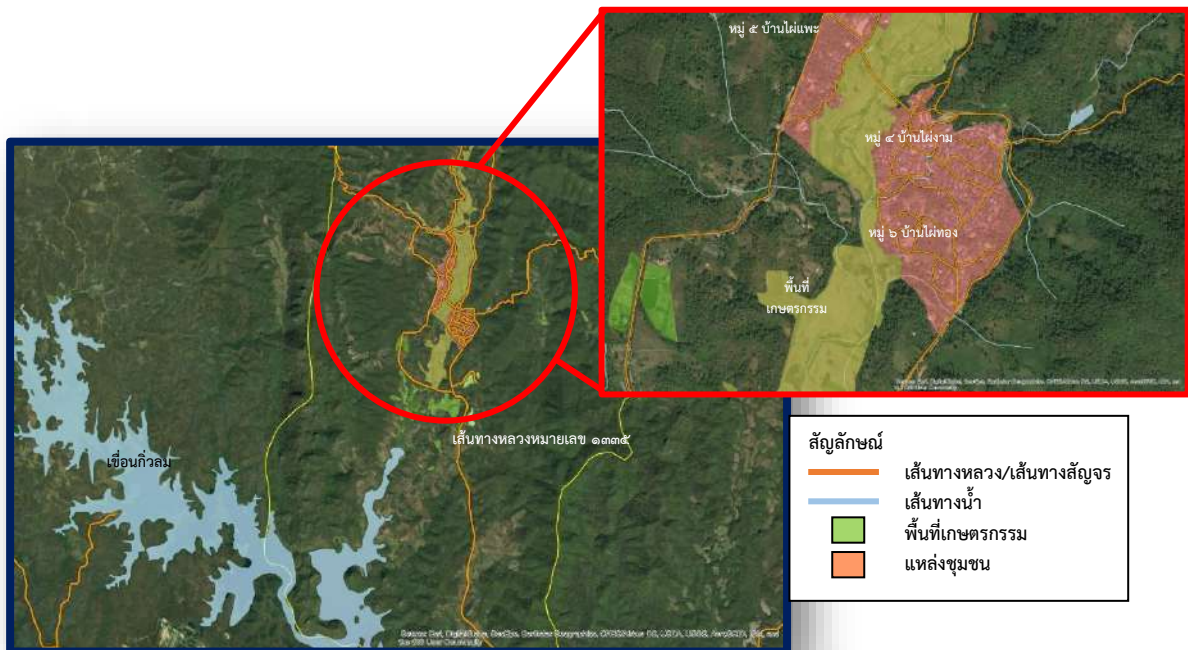 หมู่ ๕ บ้านไผ่แพะ
หมู่ ๔ บ้านไผ่งาม
หมู่ ๖ บ้านไผ่ทอง
พื้นที่
เกษตรกรรม
เส้นทางหลวงหมายเลข ๑๓๓๕
เขื่อนกิ่วลม
สัญลักษณ์
เส้นทางหลวง/เส้นทางสัญจร
เส้นทางน้ำ
พื้นที่เกษตรกรรม
แหล่งชุมชน